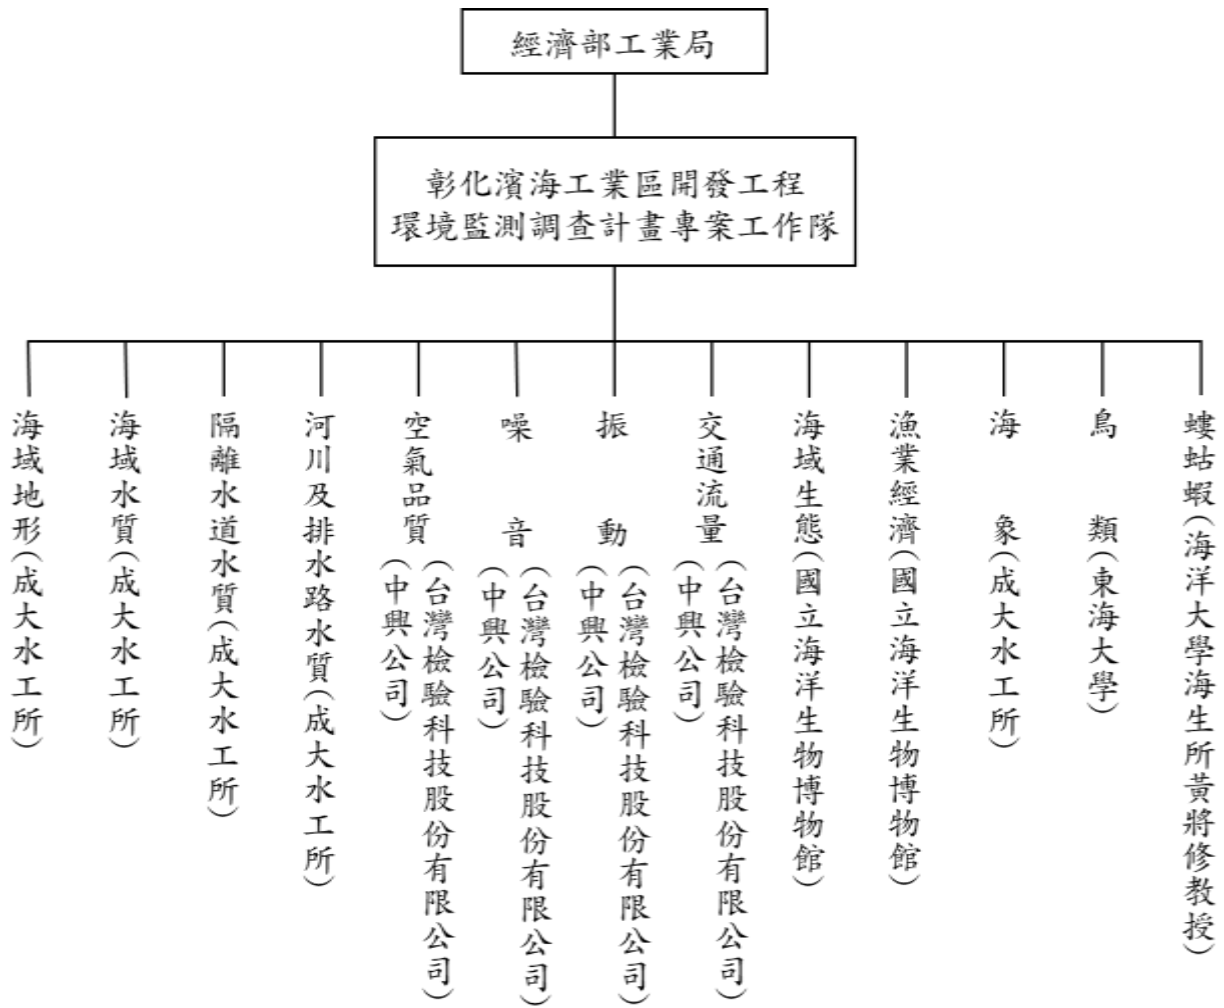 經濟部工業局
彰化濱海工業區開發工程
環境監測調查計畫專案工作隊
海域地形(成大水工所)
海域水質(成大水工所)
隔離水道水質(成大水工所)
河川及排水路水質(成大水工所)
空氣品質
(台灣檢驗科技股份有限公司)
(中興公司)
噪音
(台灣檢驗科技股份有限公司)
(中興公司)
振動
(台灣檢驗科技股份有限公司)
(中興公司)
交通流量
(台灣檢驗科技股份有限公司)
(中興公司)
海域生態(國立海洋生物博物館)
漁業經濟(國立海洋生物博物館)
海象(成大水工所)
鳥類(東海大學)
螻蛄蝦(海洋大學海生所黃將修教授)